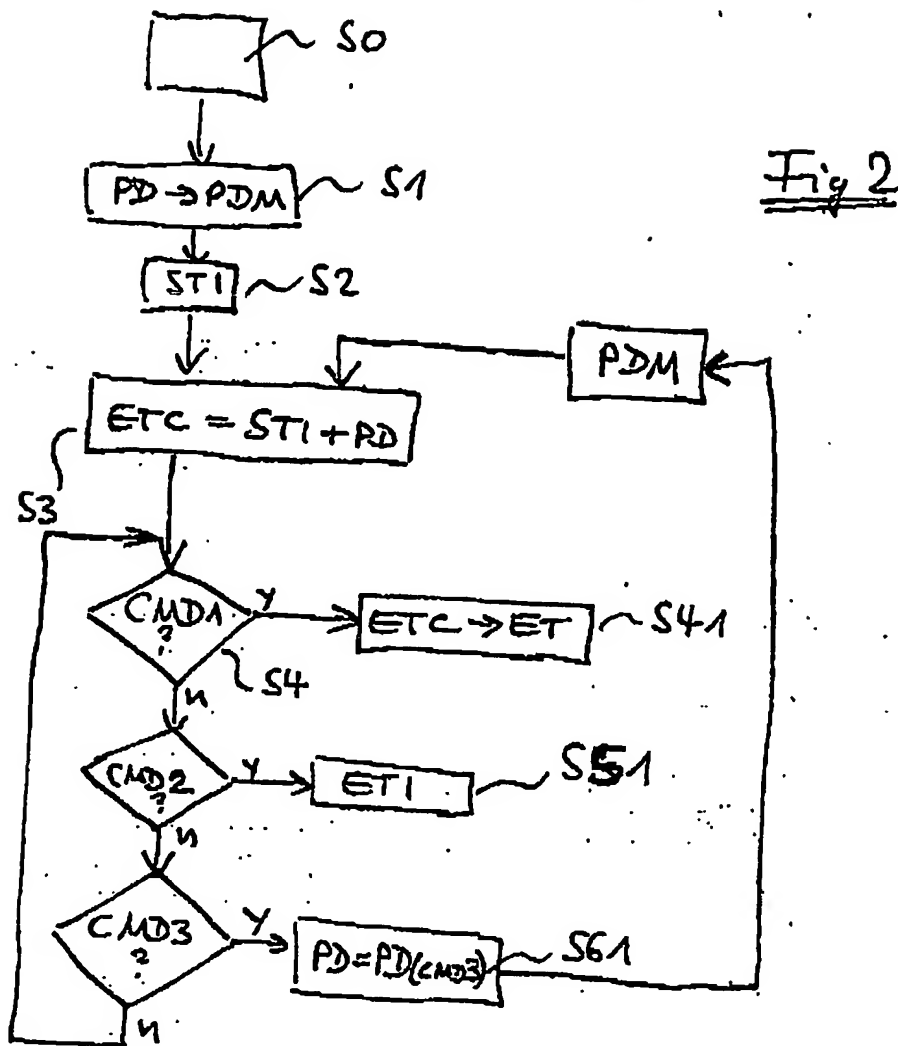 S0
PD → PDM
S1
Fig 2
STI
S2
PDM
ETC = STI + PD
S3
CMD1
?
y
ETC → ET
S41
S4
n
CMD2
?
y
ETI
S51
n
CMD3
?
y
PD = PD(CMD3)
S61
n